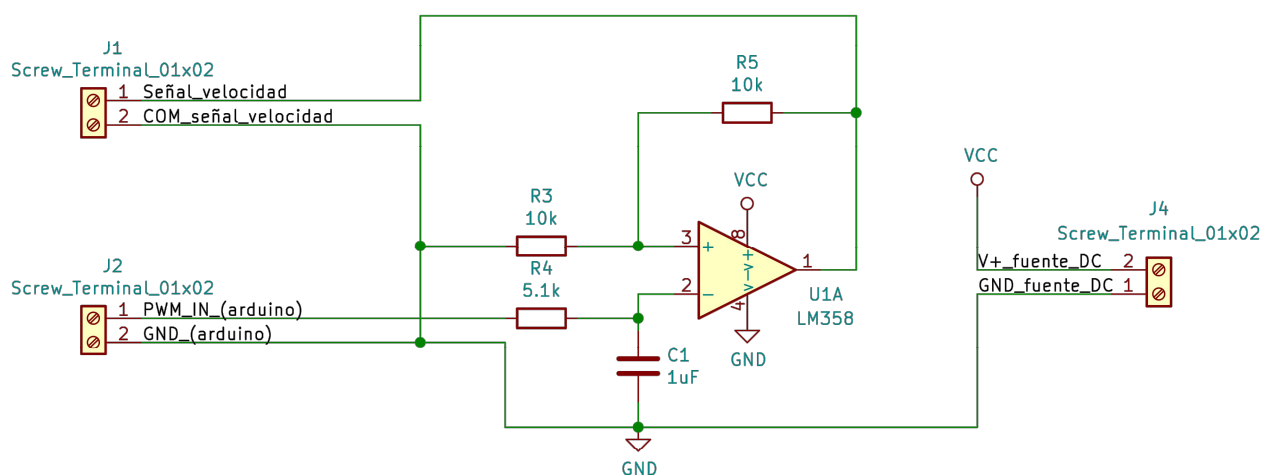 J1
Screw_Terminal_01x02
1 Señal_velocidad
2 COM_señal_velocidad
R5
10k
VCC
R3
10k
8
3 +
V+
1
2 −
V-
4
U1A
LM358
GND
R4
5.1k
J2
Screw_Terminal_01x02
1 PWM_IN_(arduino)
2 GND_(arduino)
C1
1uF
GND
VCC
J4
Screw_Terminal_01x02
V+_fuente_DC 2
GND_fuente_DC 1